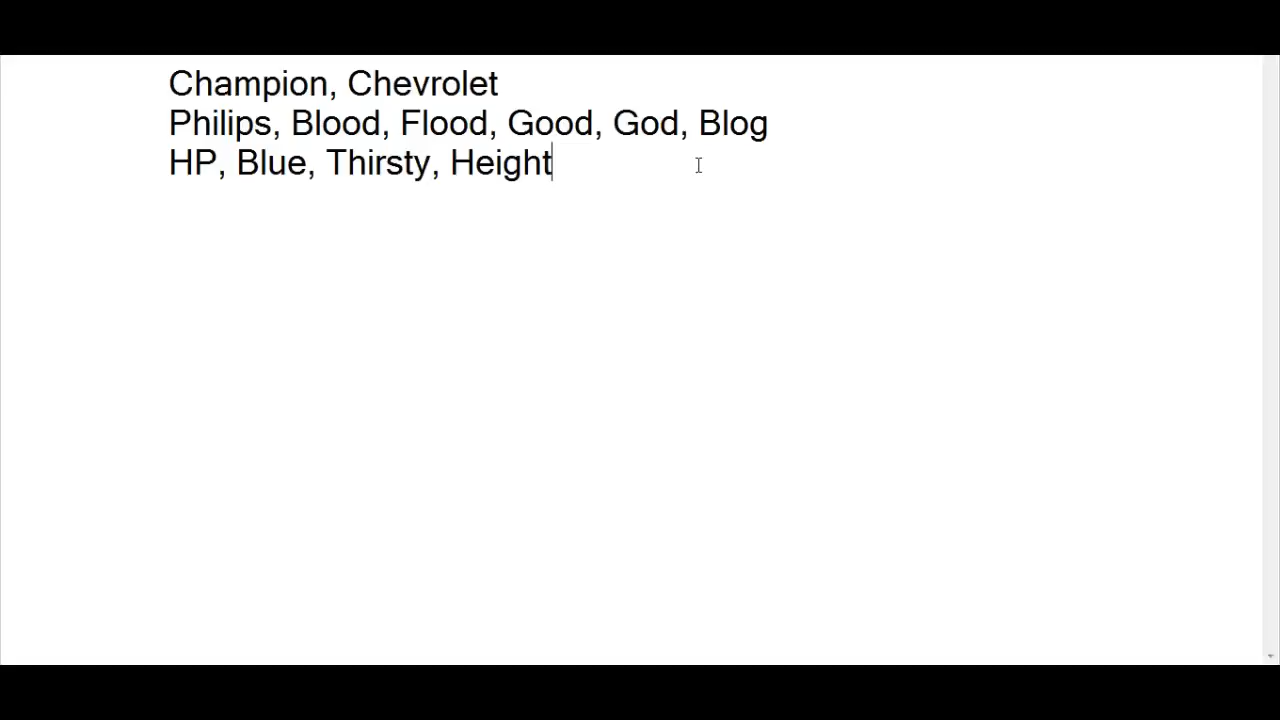 Champion, Chevrolet
Philips, Blood, Flood, Good, God, Blog
HP, Blue, Thirsty, Height